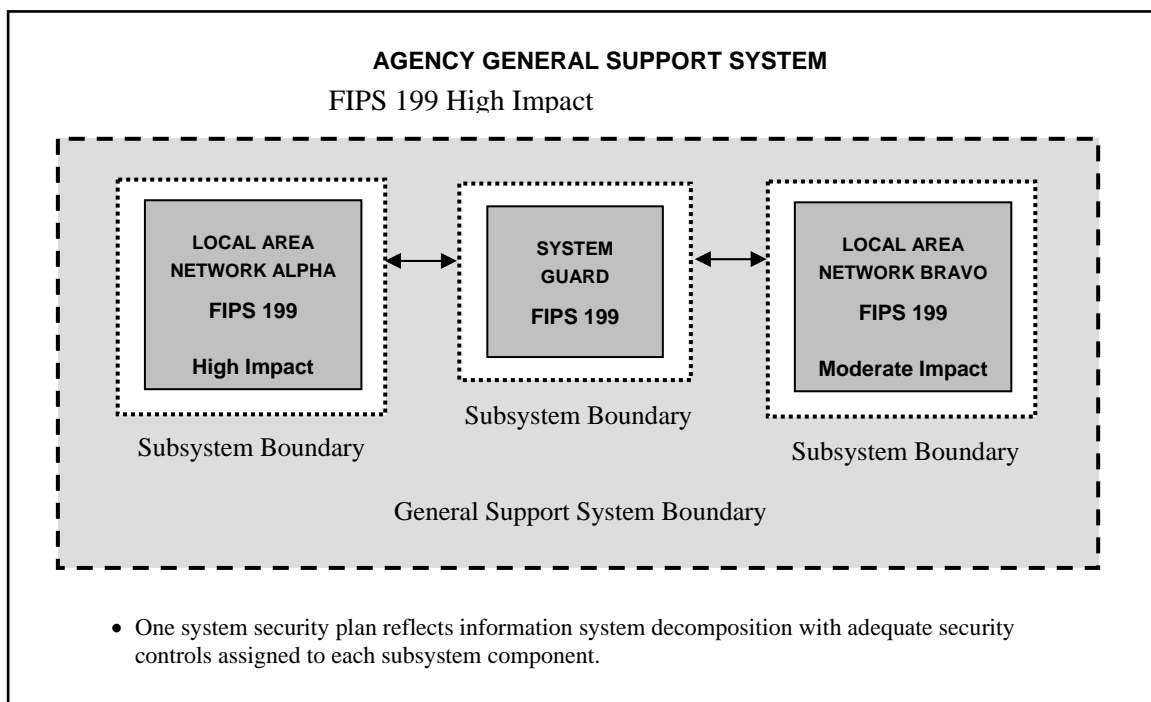 AGENCY GENERAL SUPPORT SYSTEM
FIPS 199 High Impact
LOCAL AREA
NETWORK ALPHA
FIPS 199
High Impact
Subsystem Boundary
SYSTEM
GUARD
FIPS 199
Subsystem Boundary
LOCAL AREA
NETWORK BRAVO
FIPS 199
Moderate Impact
Subsystem Boundary
General Support System Boundary
• One system security plan reflects information system decomposition with adequate security
controls assigned to each subsystem component.